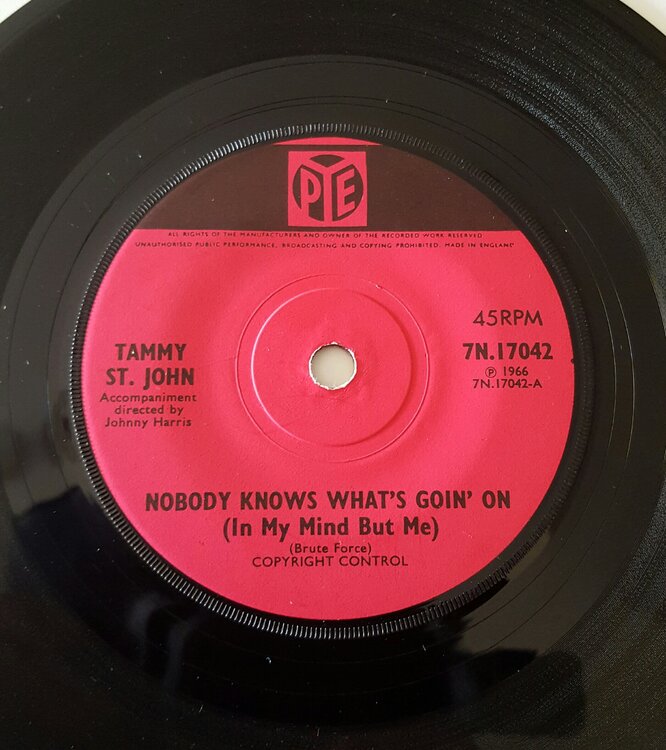 PYE
ALL RIGHTS OF THE MANUFACTURERS AND OWNER OF THE RECORDED WORK RESERVED
UNAUTHORISED PUBLIC PERFORMANCE, BROADCASTING AND COPYING PROHIBITED. MADE IN ENGLAND
45RPM
TAMMY
ST. JOHN
Accompaniment
directed by
Johnny Harris
7N.17042
℗ 1966
7N.17042-A
NOBODY KNOWS WHAT'S GOIN' ON
(In My Mind But Me)
(Brute Force)
COPYRIGHT CONTROL